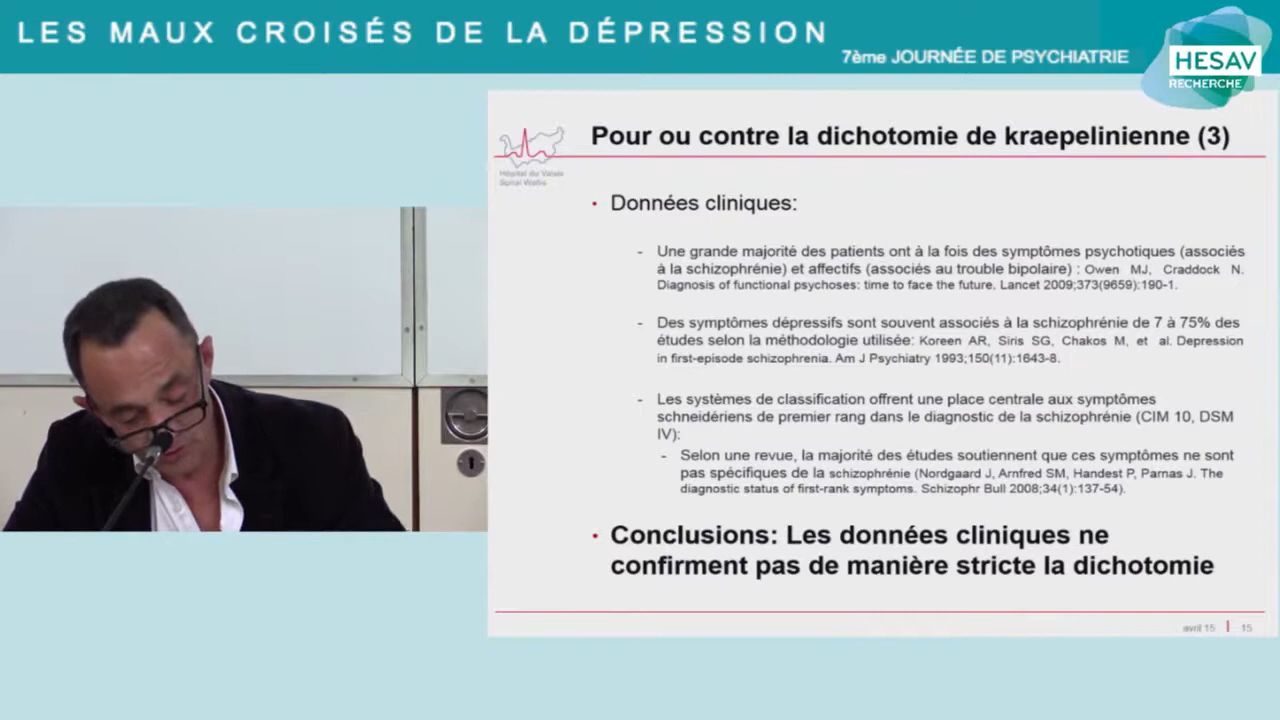 LES MAUX CROISÉS DE LA DÉPRESSION
7ème JOURNÉE DE PSYCHIATRIE
HESAV
RECHERCHE
Hôpital du Valais
Spital Wallis
Pour ou contre la dichotomie de kraepelinienne (3)
• Données cliniques:
- Une grande majorité des patients ont à la fois des symptômes psychotiques (associés
à la schizophrénie) et affectifs (associés au trouble bipolaire) : Owen MJ, Craddock N.
Diagnosis of functional psychoses: time to face the future. Lancet 2009;373(9659):190-1.
- Des symptômes dépressifs sont souvent associés à la schizophrénie de 7 à 75% des
études selon la méthodologie utilisée: Koreen AR, Siris SG, Chakos M, et al. Depression
in first-episode schizophrenia. Am J Psychiatry 1993;150(11):1643-8.
- Les systèmes de classification offrent une place centrale aux symptômes
schneidériens de premier rang dans le diagnostic de la schizophrénie (CIM 10, DSM
IV):
- Selon une revue, la majorité des études soutiennent que ces symptômes ne sont
pas spécifiques de la schizophrénie (Nordgaard J, Arnfred SM, Handest P, Parnas J. The
diagnostic status of first-rank symptoms. Schizophr Bull 2008;34(1):137-54).
• Conclusions: Les données cliniques ne
confirment pas de manière stricte la dichotomie
avril 15 | 15